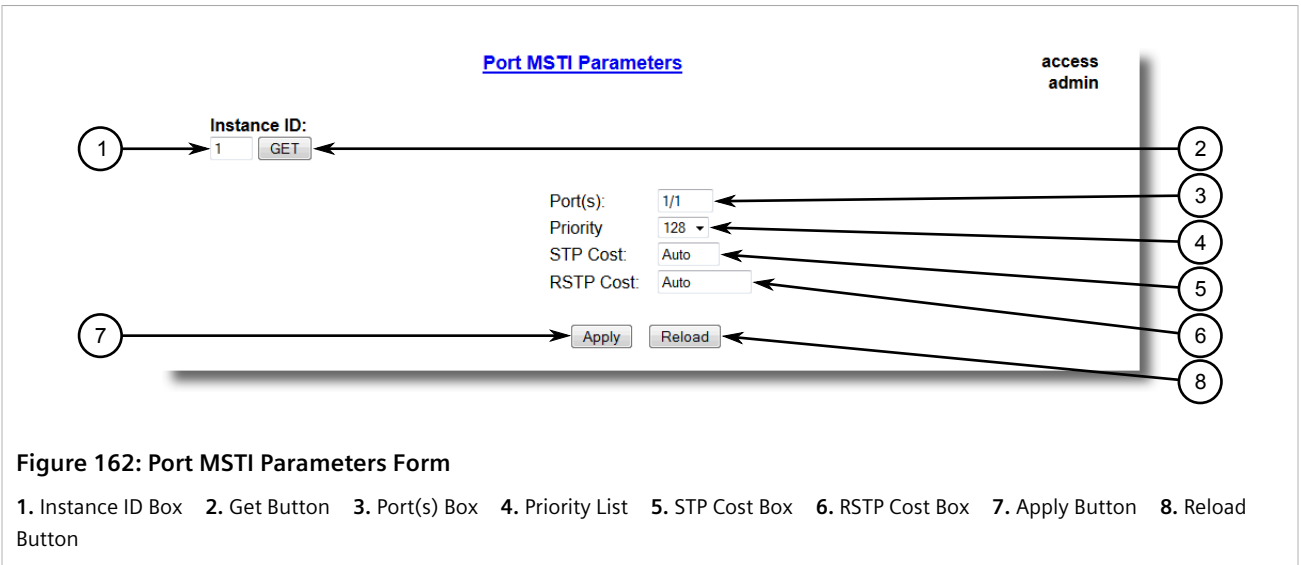 Port MSTI Parameters
access
admin
Instance ID:
1
1 GET
2
Port(s): 1/1
3
Priority 128
4
STP Cost: Auto
5
RSTP Cost: Auto
6
7
Apply Reload
8
Figure 162: Port MSTI Parameters Form
1. Instance ID Box 2. Get Button 3. Port(s) Box 4. Priority List 5. STP Cost Box 6. RSTP Cost Box 7. Apply Button 8. Reload
Button